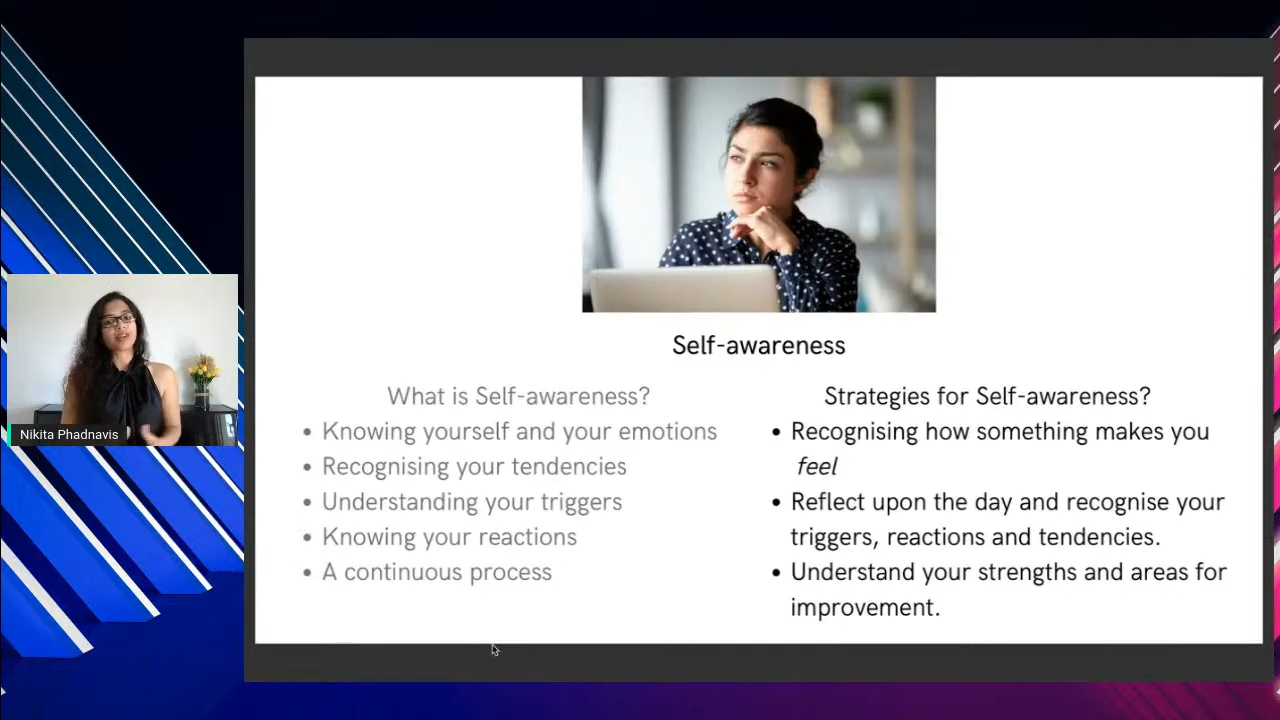 Nikita Phadnavis
Self-awareness
What is Self-awareness?
• Knowing yourself and your emotions
• Recognising your tendencies
• Understanding your triggers
• Knowing your reactions
• A continuous process
Strategies for Self-awareness?
• Recognising how something makes you
feel
• Reflect upon the day and recognise your
triggers, reactions and tendencies.
• Understand your strengths and areas for
improvement.